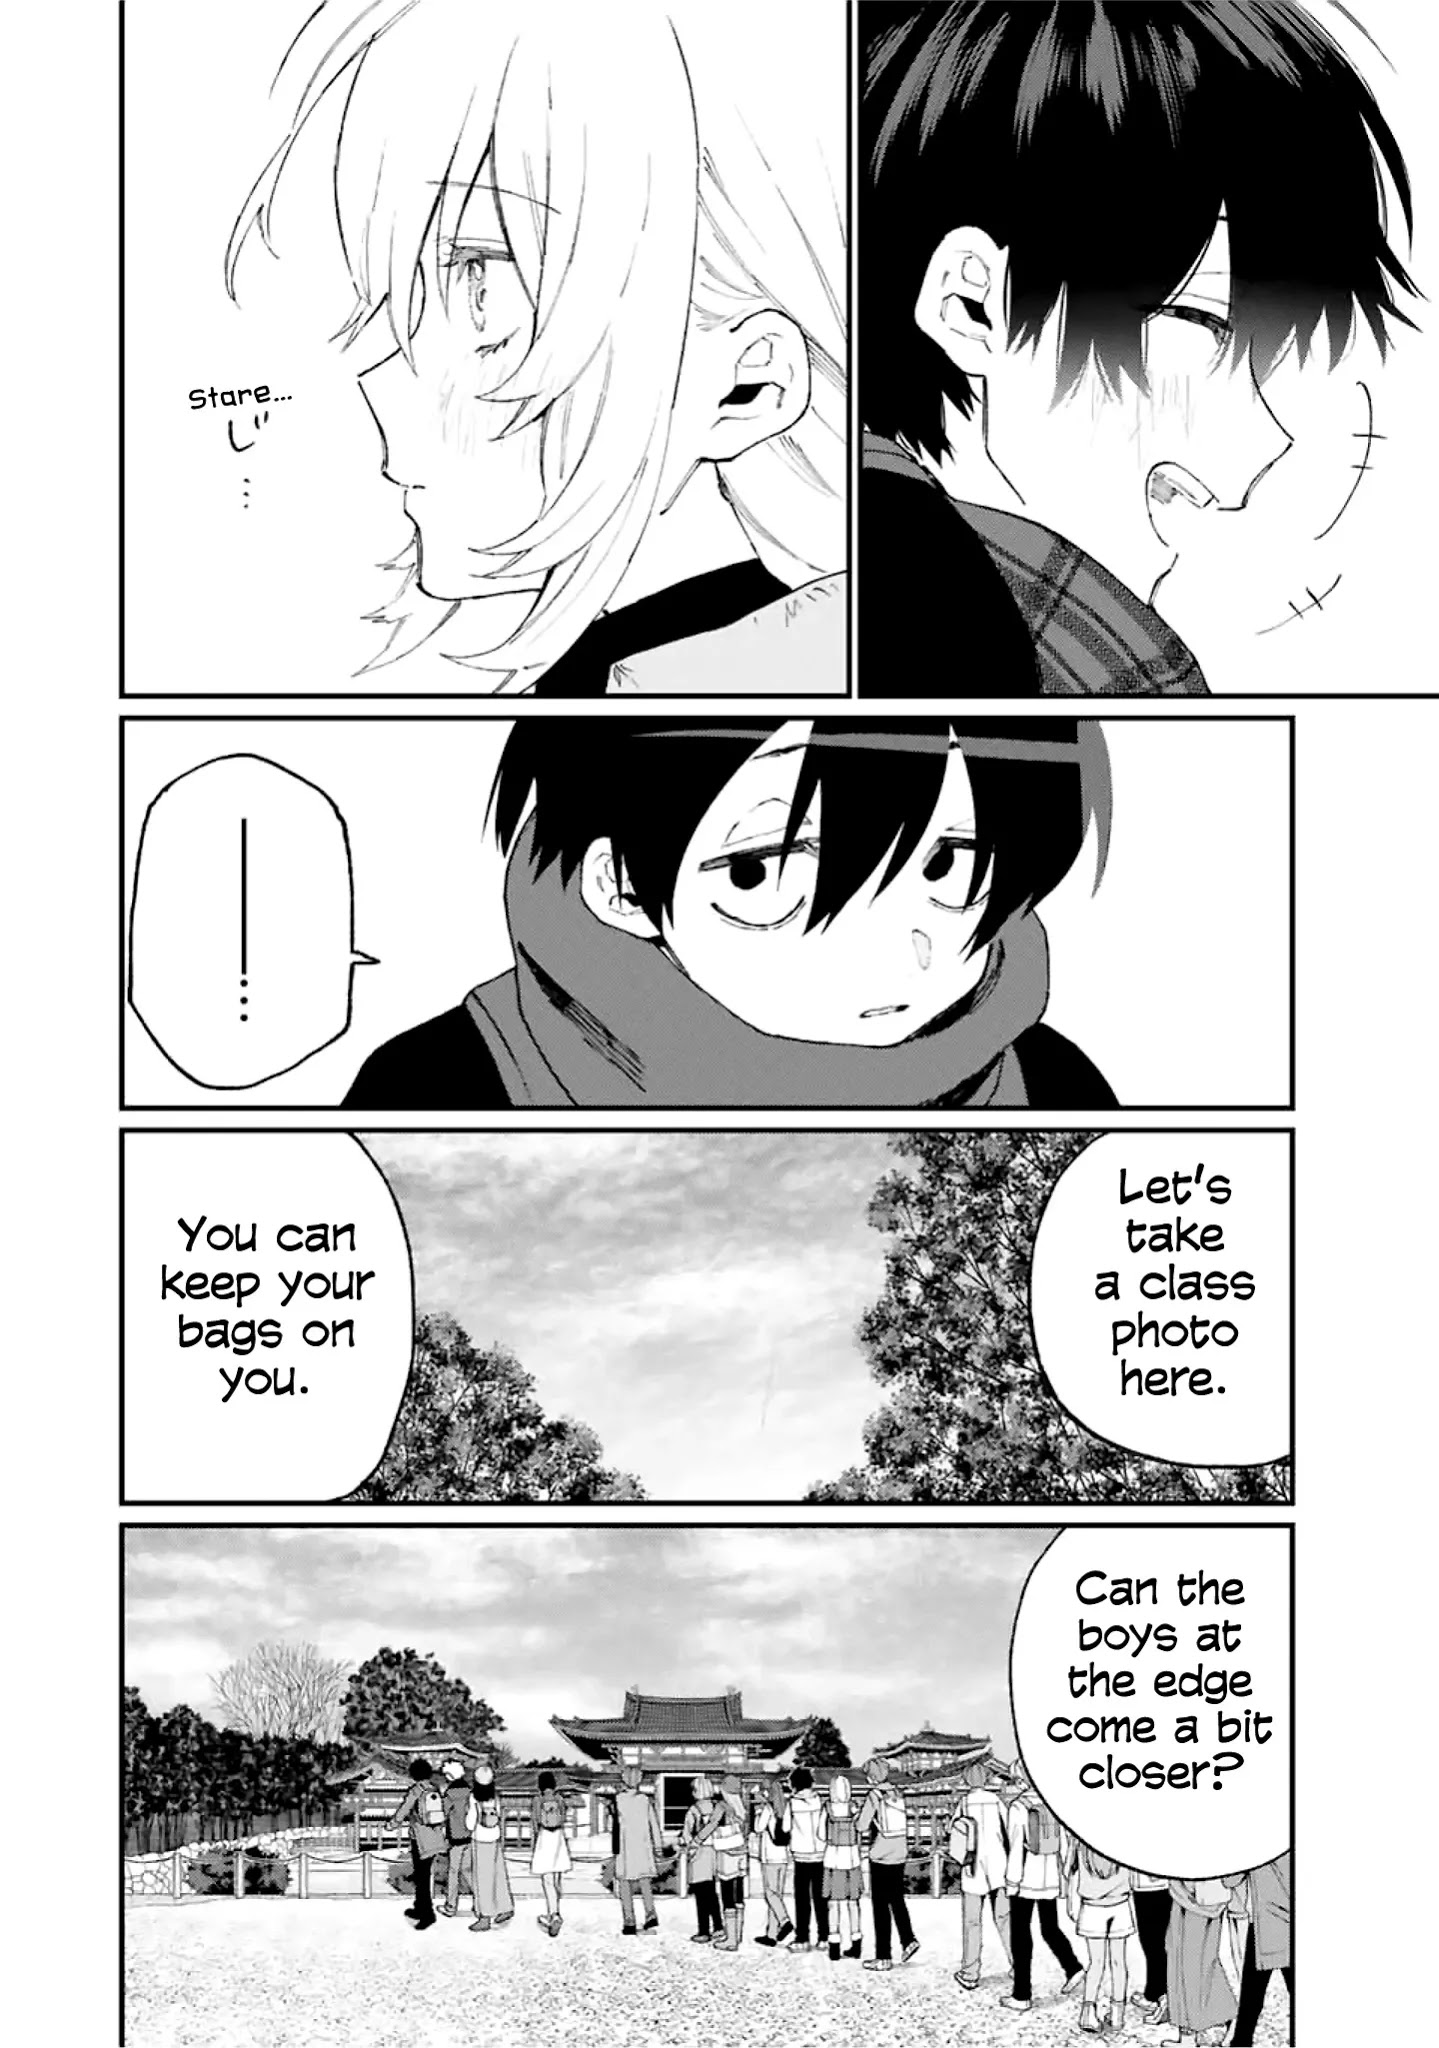 Stare...
じ
…
｜……
Let's
take
a class
photo
here.
You can
keep your
bags on
you.
Can the
boys at
the edge
come a bit
closer?